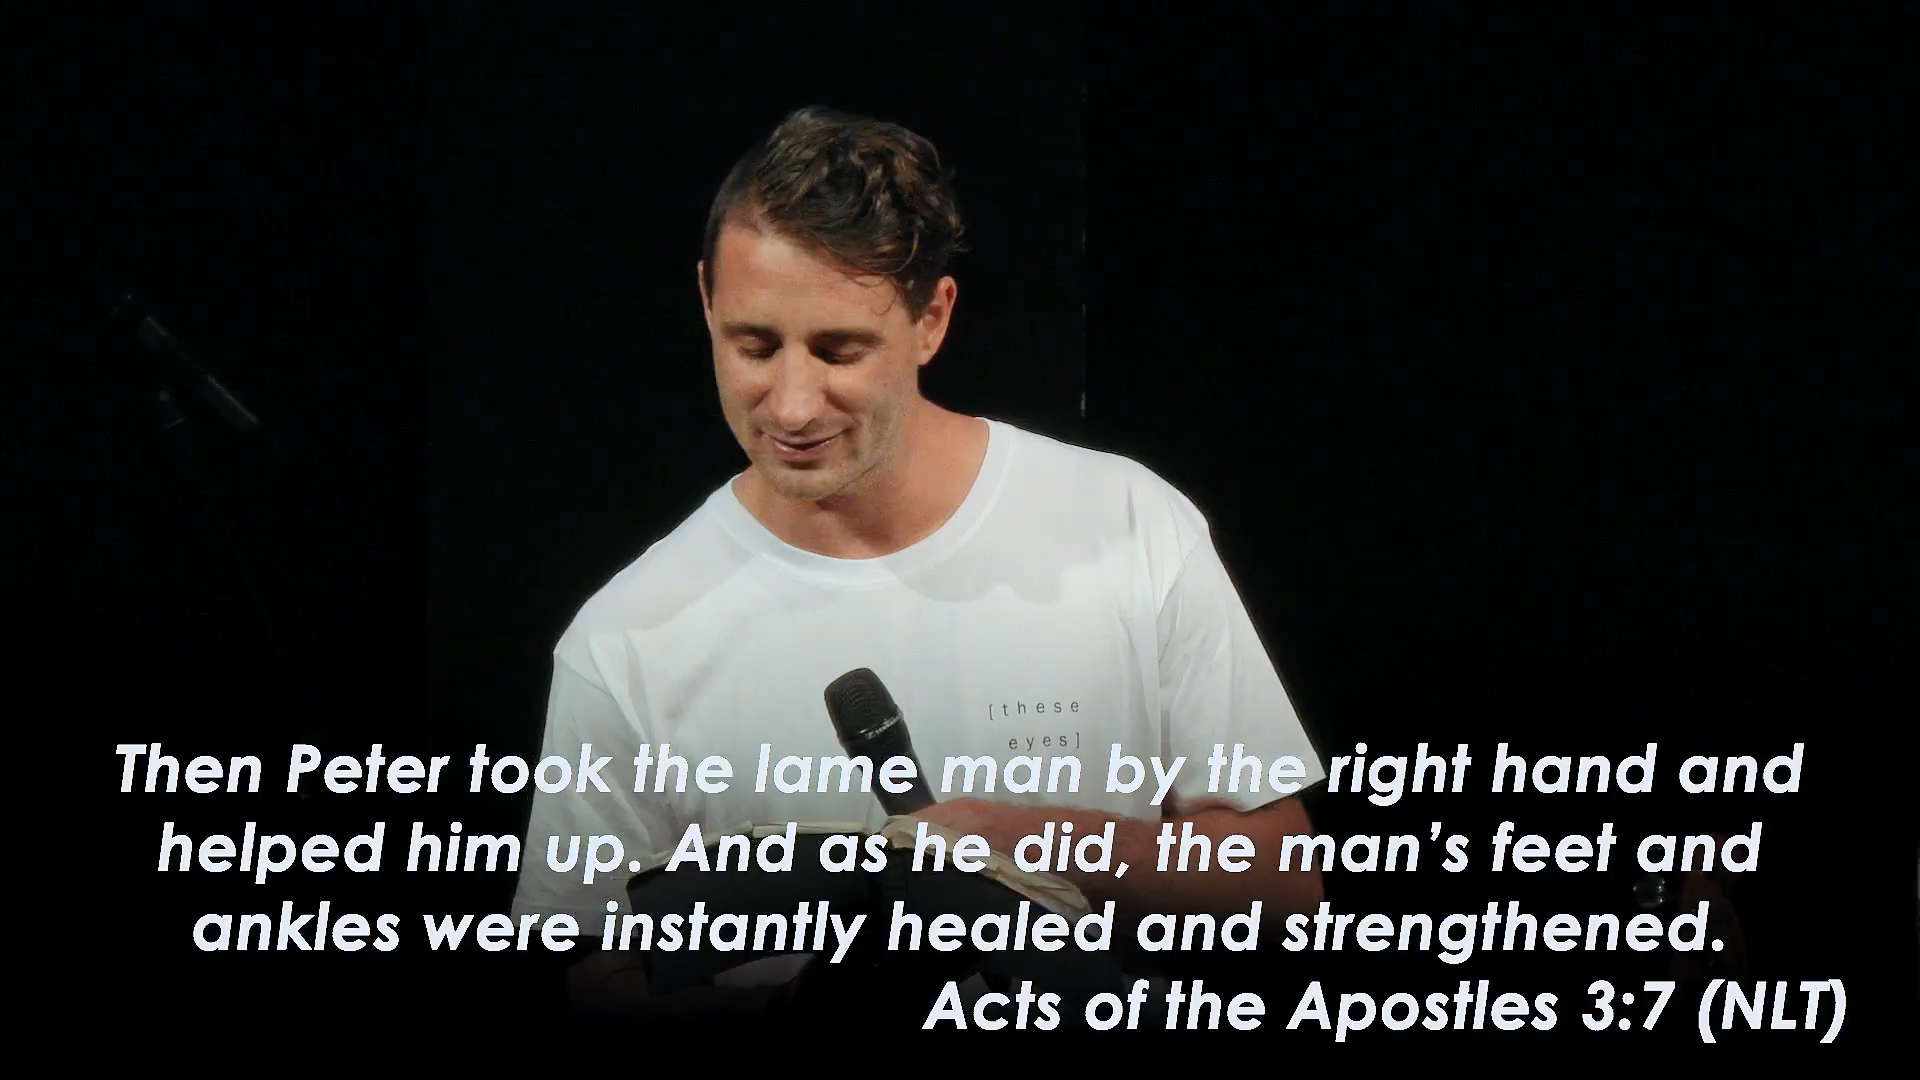 [these
eyes]
Then Peter took the lame man by the right hand and
helped him up. And as he did, the man’s feet and
ankles were instantly healed and strengthened.
Acts of the Apostles 3:7 (NLT)